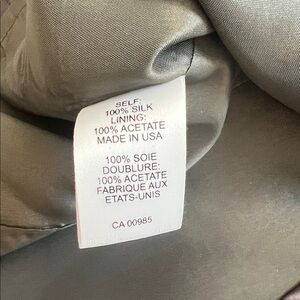 SELF:
100% SILK
LINING:
100% ACETATE
MADE IN USA
100% SOIE
DOUBLURE:
100% ACETATE
FABRIQUE AUX
ETATS-UNIS
CA 00985